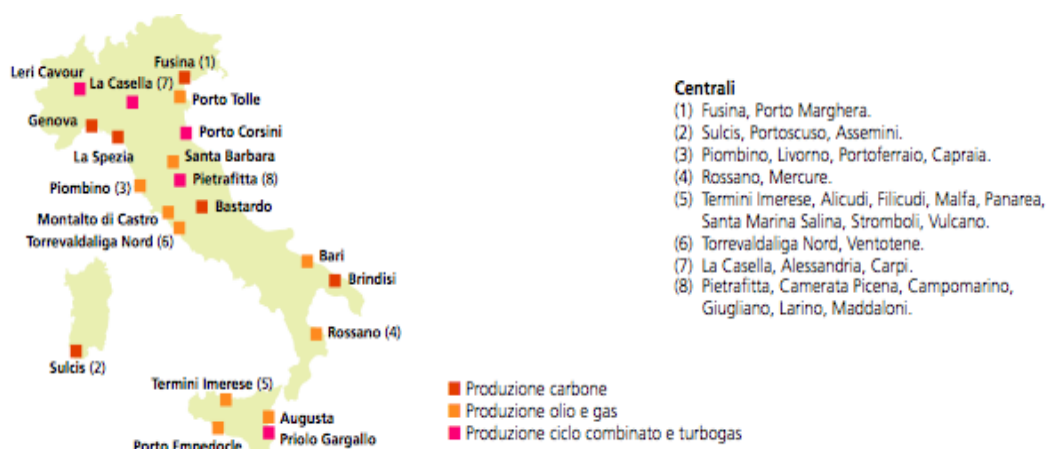 Fusina (1)
Leri Cavour
La Casella (7)
Porto Tolle
Genova
Porto Corsini
La Spezia
Santa Barbara
Piombino (3)
Pietrafitta (8)
Bastardo
Montalto di Castro
Torrevaldaliga Nord (6)
Bari
Brindisi
Rossano (4)
Sulcis (2)
Termini Imerese (5)
Augusta
Priolo Gargallo
Porto Empedocle
Produzione carbone
Produzione olio e gas
Produzione ciclo combinato e turbogas
Centrali
(1) Fusina, Porto Marghera.
(2) Sulcis, Portoscuso, Assemini.
(3) Piombino, Livorno, Portoferraio, Capraia.
(4) Rossano, Mercure.
(5) Termini Imerese, Alicudi, Filicudi, Malfa, Panarea,
Santa Marina Salina, Stromboli, Vulcano.
(6) Torrevaldaliga Nord, Ventotene.
(7) La Casella, Alessandria, Carpi.
(8) Pietrafitta, Camerata Picena, Campomarino,
Giugliano, Larino, Maddaloni.